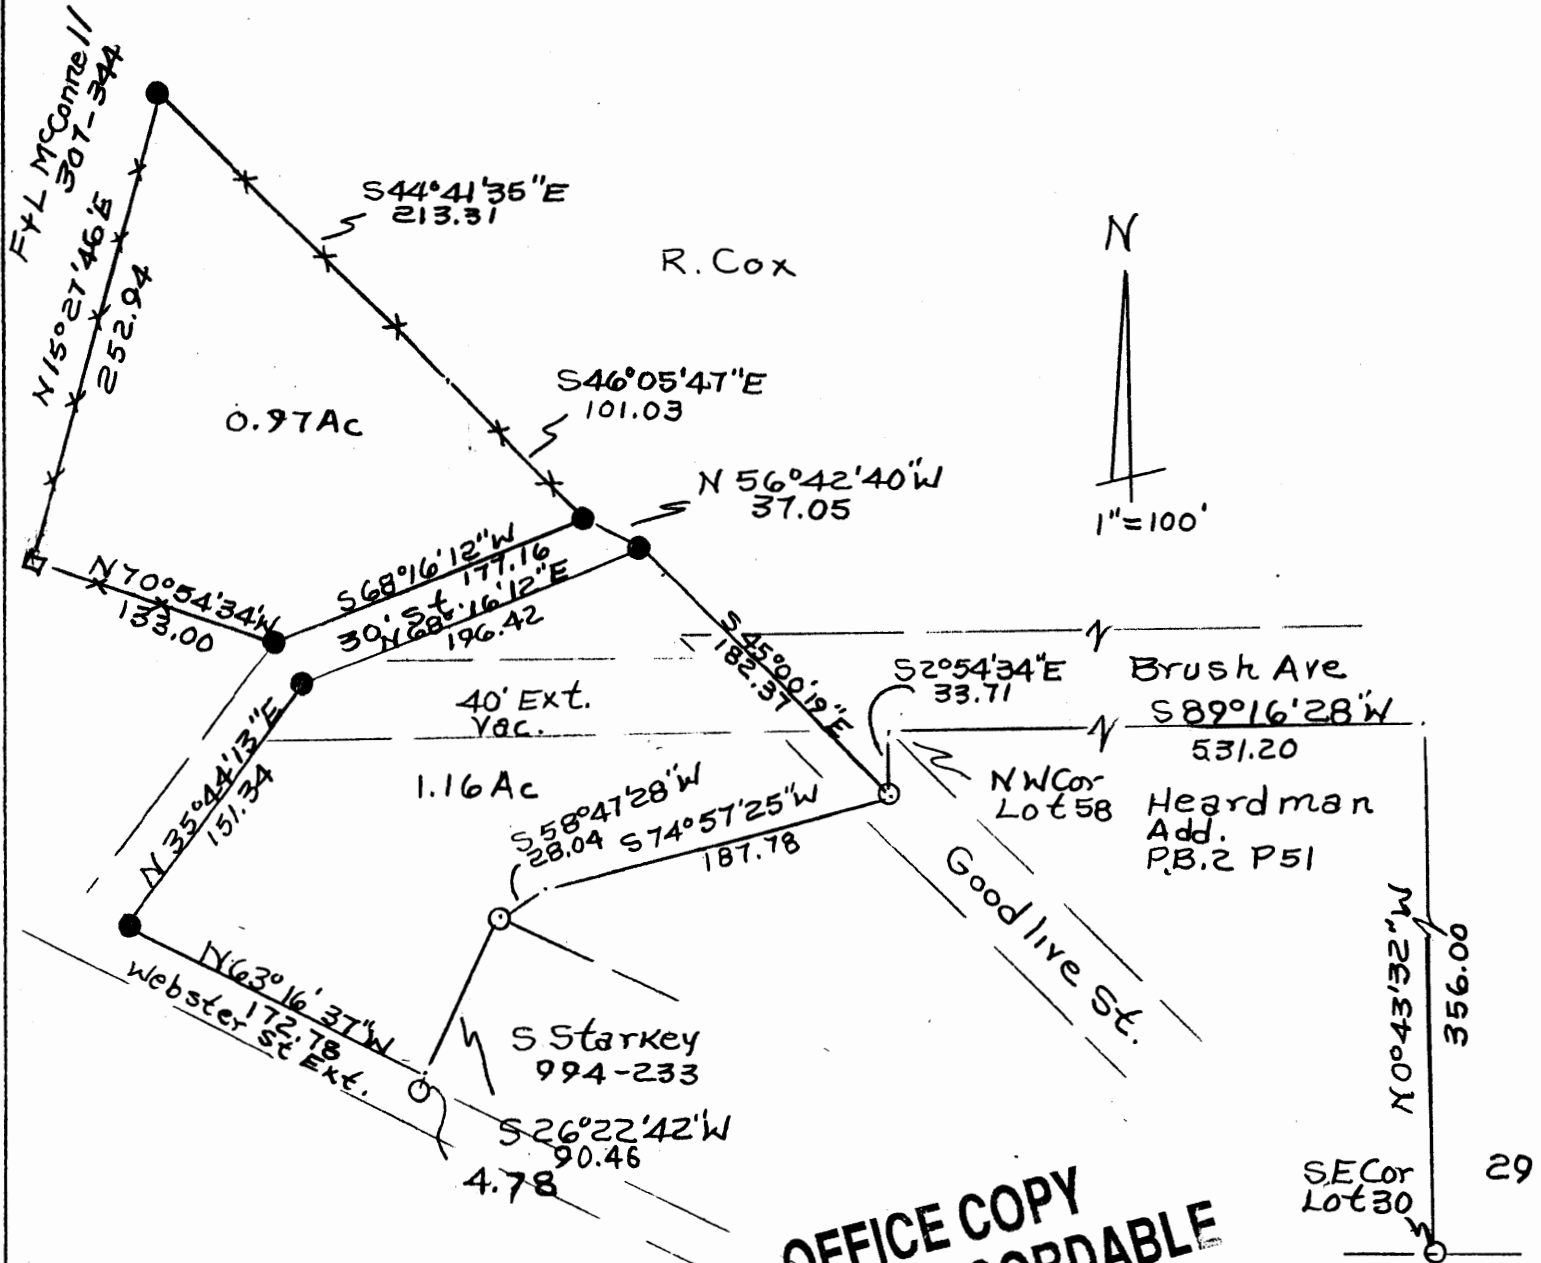 F+L McConnell
307-344
N15°27'46"E
252.94
S44°41'35"E
213.31
R. Cox
N
1"=100'
S46°05'47"E
101.03
0.97Ac
N 56°42'40"W
37.05
S68°16'12"W
177.16
30' St.
N68°16'12"E
196.42
N70°54'34"W
133.00
S 45°00'19"E
182.37
S2°54'34"E
33.71
Brush Ave
S89°16'28"W
531.20
40' Ext.
Vac.
N 35°44'13"E
151.34
1.16 Ac
S58°47'28"W
28.04
S74°57'25"W
187.78
NW Cor
Lot 58
Heardman
Add.
P.B.2 P51
Goodlive St.
N63°16'37"W
172.78
Webster St Ext.
S Starkey
994-233
S26°22'42"W
90.46
4.78
N0°43'32"W
356.00
S.E Cor
Lot 30
29
OFFICE COPY